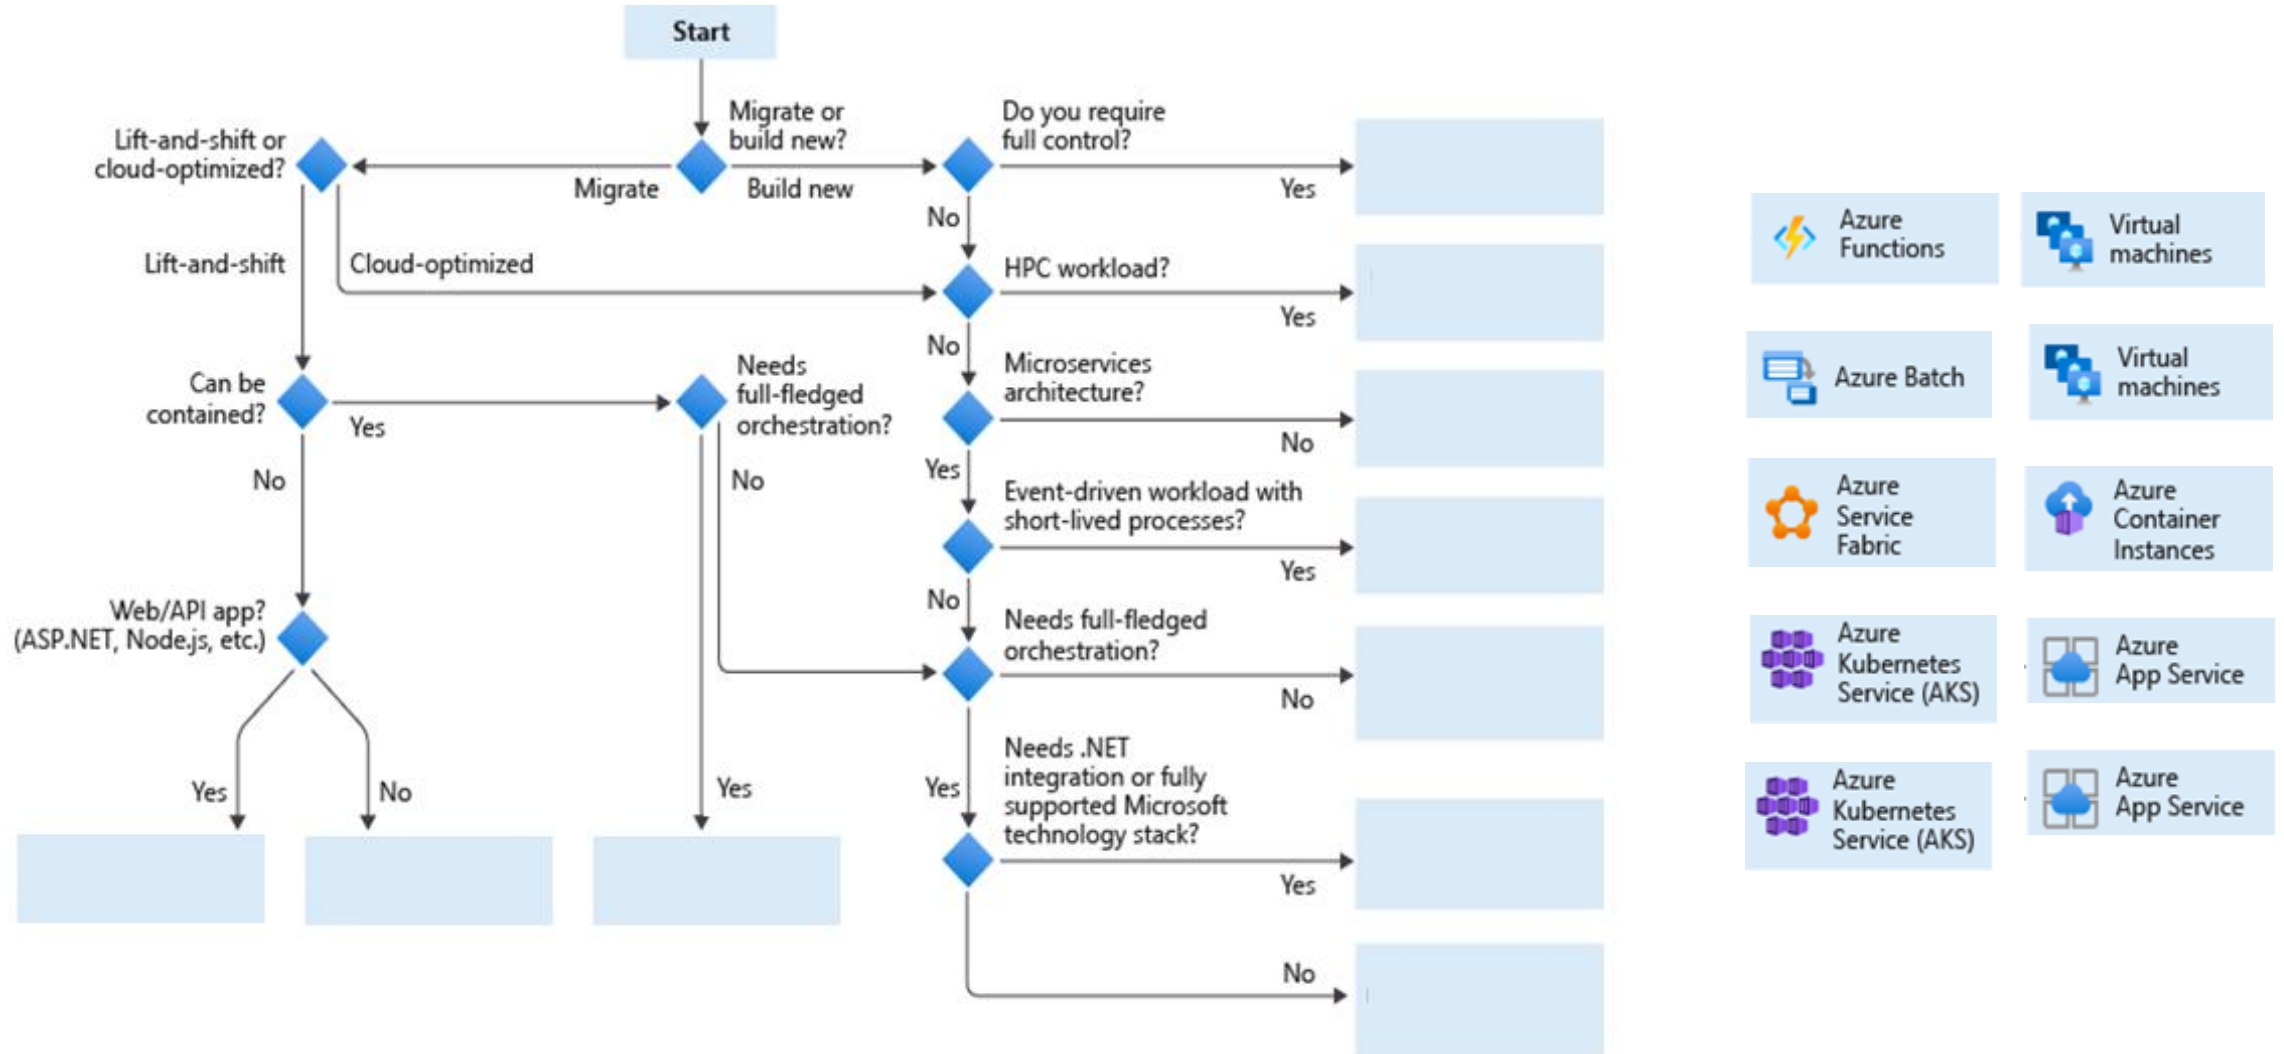 Start
Migrate or
build new?
Migrate
Build new
Lift-and-shift or
cloud-optimized?
Lift-and-shift
Cloud-optimized
Can be
contained?
Yes
No
Needs
full-fledged
orchestration?
No
Yes
Web/API app?
(ASP.NET, Node.js, etc.)
Yes
No
Do you require
full control?
Yes
No
HPC workload?
Yes
No
Microservices
architecture?
No
Yes
Event-driven workload with
short-lived processes?
Yes
No
Needs full-fledged
orchestration?
No
Yes
Needs .NET
integration or fully
supported Microsoft
technology stack?
Yes
No
Azure
Functions
Virtual
machines
Azure Batch
Virtual
machines
Azure
Service
Fabric
Azure
Container
Instances
Azure
Kubernetes
Service (AKS)
Azure
App Service
Azure
Kubernetes
Service (AKS)
Azure
App Service